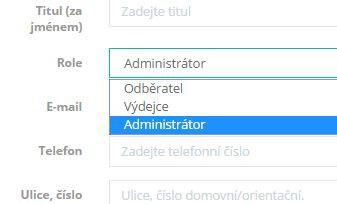 Titul (za jménem) Zadejte titul
Role Administrátor
Odběratel
Výdejce
E-mail
Administrátor
Telefon Zadejte telefonní číslo
Ulice, číslo Ulice, číslo domovní/orientační.